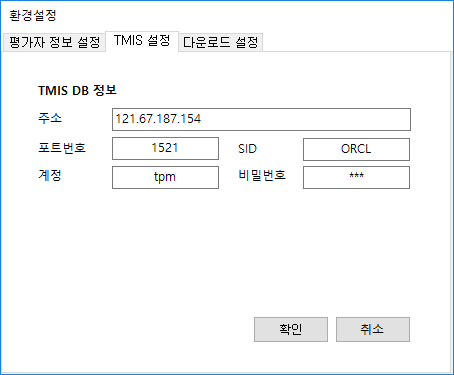 환경설정
평가자 정보 설정 TMIS 설정 다운로드 설정
TMIS DB 정보
주소 121.67.187.154
포트번호 1521 SID ORCL
계정 tpm 비밀번호 ***
확인 취소